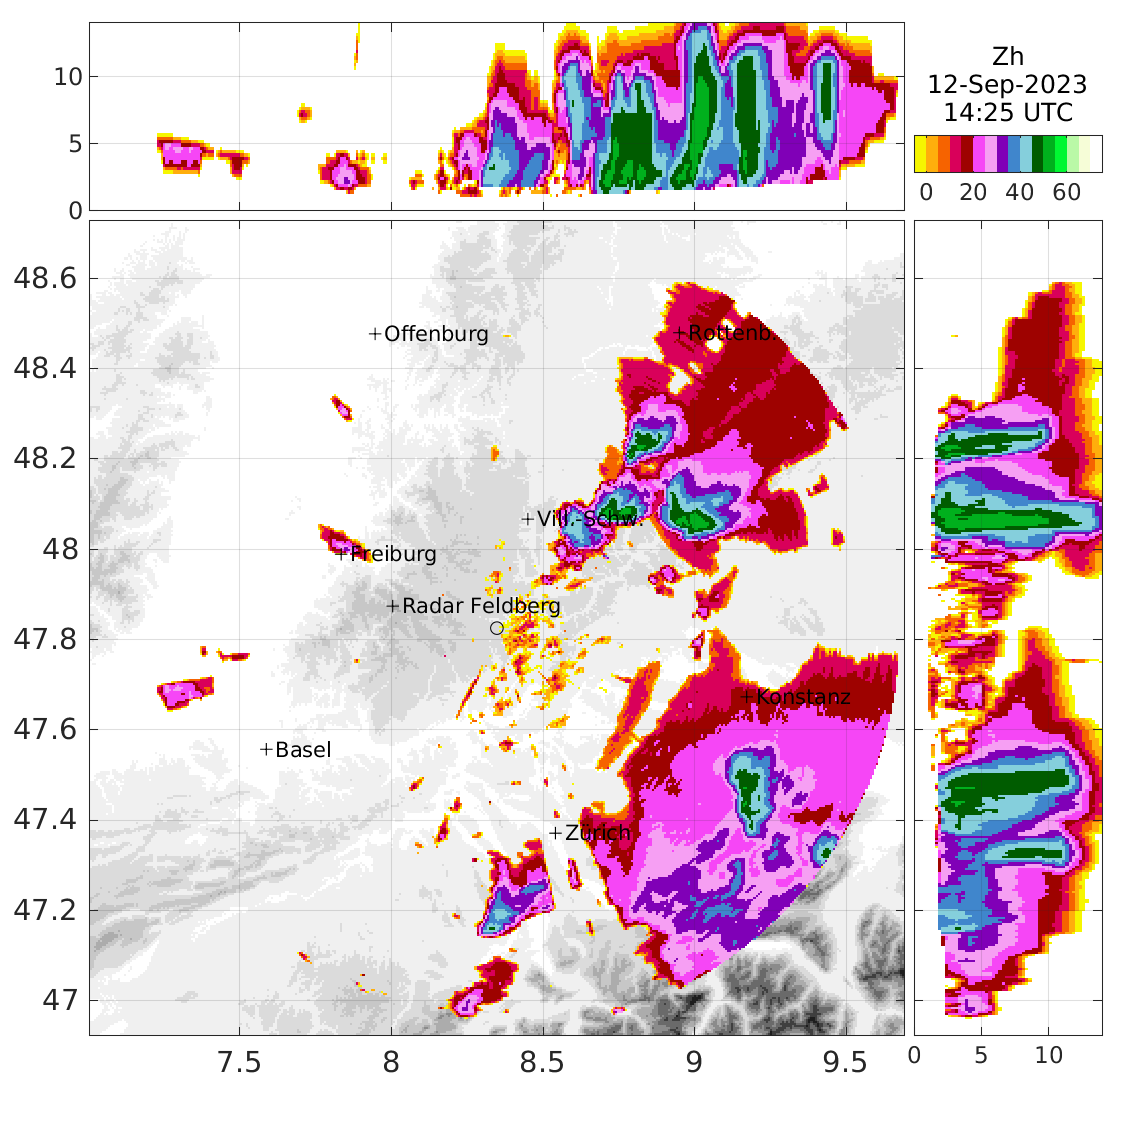 Zh
12-Sep-2023
14:25 UTC
0 20 40 60
10
5
0
48.6
48.4
48.2
48
47.8
47.6
47.4
47.2
47
Offenburg
Rottenb.
Vill.-Schw.
Freiburg
Radar Feldberg
Konstanz
Basel
Zürich
7.5 8 8.5 9 9.5
0 5 10